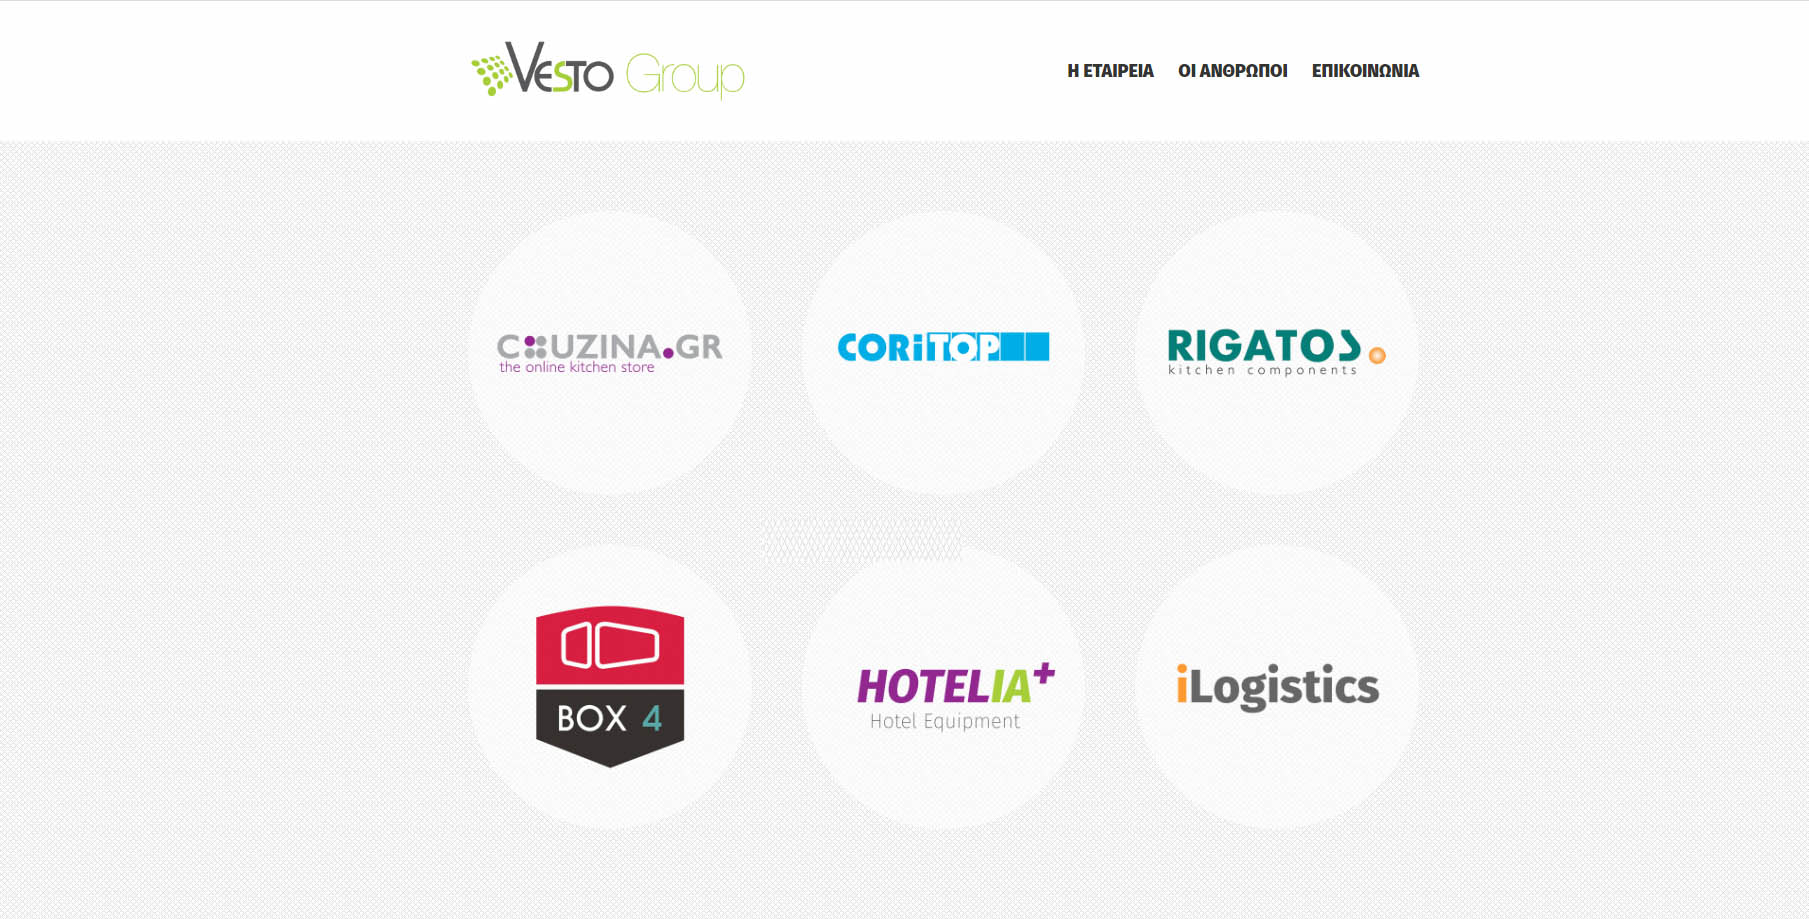 VESTO Group
Η ΕΤΑΙΡΕΙΑ ΟΙ ΑΝΘΡΩΠΟΙ ΕΠΙΚΟΙΝΩΝΙΑ
COUZINA.GR
the online kitchen store
CORiTOP
RIGATOS.
kitchen components
BOX 4
HOTELIA+
Hotel Equipment
iLogistics